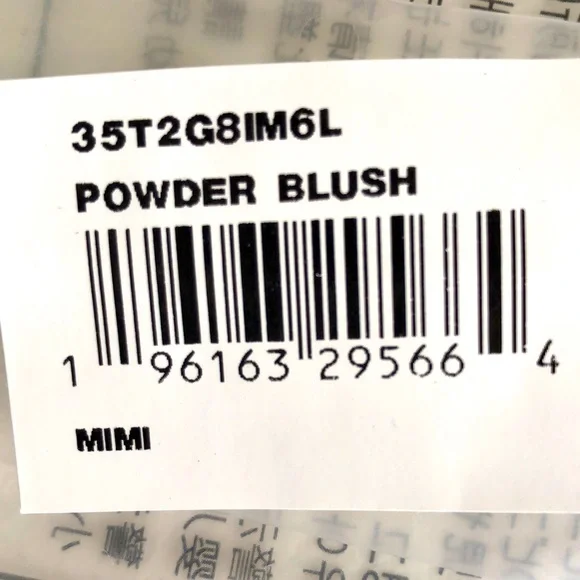 35T2G8IM6L
POWDER BLUSH
1 96163 29566 4
MIMI